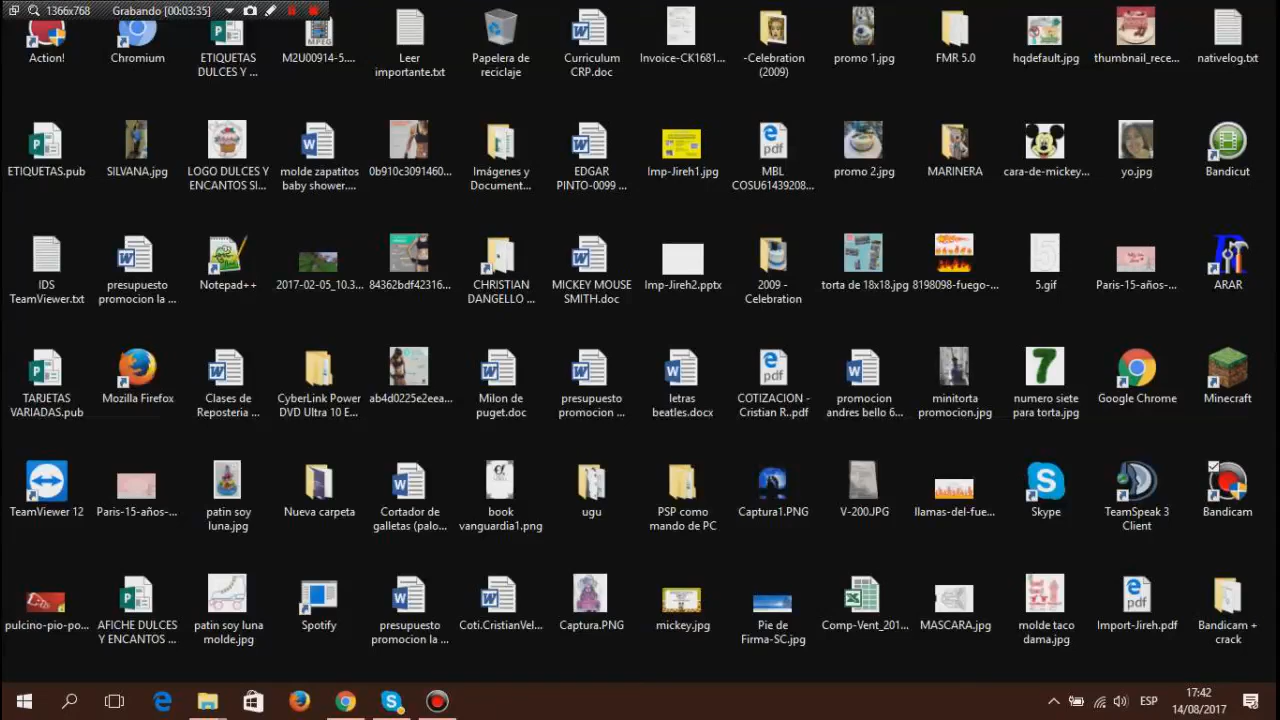 1366x768 Grabando [00:03:35]
Action!
Chromium
ETIQUETAS
DULCES Y ...
M2U00914-5....
Leer
importante.txt
Papelera de
reciclaje
Curriculum
CRP.doc
Invoice-CK1681...
-Celebration
(2009)
promo 1.jpg
FMR 5.0
hqdefault.jpg
thumbnail_rece...
nativelog.txt
ETIQUETAS.pub
SILVANA.jpg
LOGO DULCES Y
ENCANTOS SI...
molde zapatitos
baby shower....
0b910c3091460...
Imágenes y
Document...
EDGAR
PINTO-0099 ...
Imp-Jireh1.jpg
MBL
COSU61439208...
promo 2.jpg
MARINERA
cara-de-mickey...
yo.jpg
Bandicut
IDS
TeamViewer.txt
presupuesto
promocion la ...
Notepad++
2017-02-05_10.3...
84362bdf42316...
CHRISTIAN
DANGELLO ...
MICKEY MOUSE
SMITH.doc
Imp-Jireh2.pptx
2009 -
Celebration
torta de 18x18.jpg
8198098-fuego-...
5.gif
Paris-15-años-...
ARAR
TARJETAS
VARIADAS.pub
Mozilla Firefox
Clases de
Reposteria ...
CyberLink Power
DVD Ultra 10 E...
ab4d0225e2eea...
Milon de
puget.doc
presupuesto
promocion ...
letras
beatles.docx
COTIZACION -
Cristian R..pdf
promocion
andres bello 6...
minitorta
promocion.jpg
numero siete
para torta.jpg
Google Chrome
Minecraft
TeamViewer 12
Paris-15-años-...
patin soy
luna.jpg
Nueva carpeta
Cortador de
galletas (palo...
book
vanguardia1.png
ugu
PSP como
mando de PC
Captura1.PNG
V-200.JPG
llamas-del-fue...
Skype
TeamSpeak 3
Client
Bandicam
pulcino-pio-po...
AFICHE DULCES
Y ENCANTOS ...
patin soy luna
molde.jpg
Spotify
presupuesto
promocion la ...
Coti.CristianVel...
Captura.PNG
mickey.jpg
Pie de
Firma-SC.jpg
Comp-Vent_201...
MASCARA.jpg
molde taco
dama.jpg
Import-Jireh.pdf
Bandicam +
crack
ESP
17:42
14/08/2017